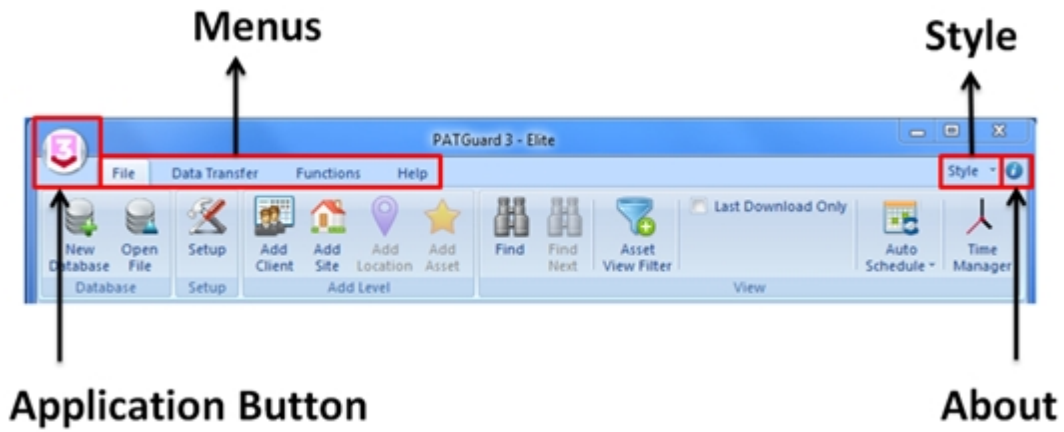 Menus
Style
3
PATGuard 3 - Elite
File Data Transfer Functions Help Style
Last Download Only
New Open Setup Add Add Add Add Find Find Asset Auto Time
Database File Client Site Location Asset Next View Filter Schedule Manager
Database Setup Add Level View
Application Button About